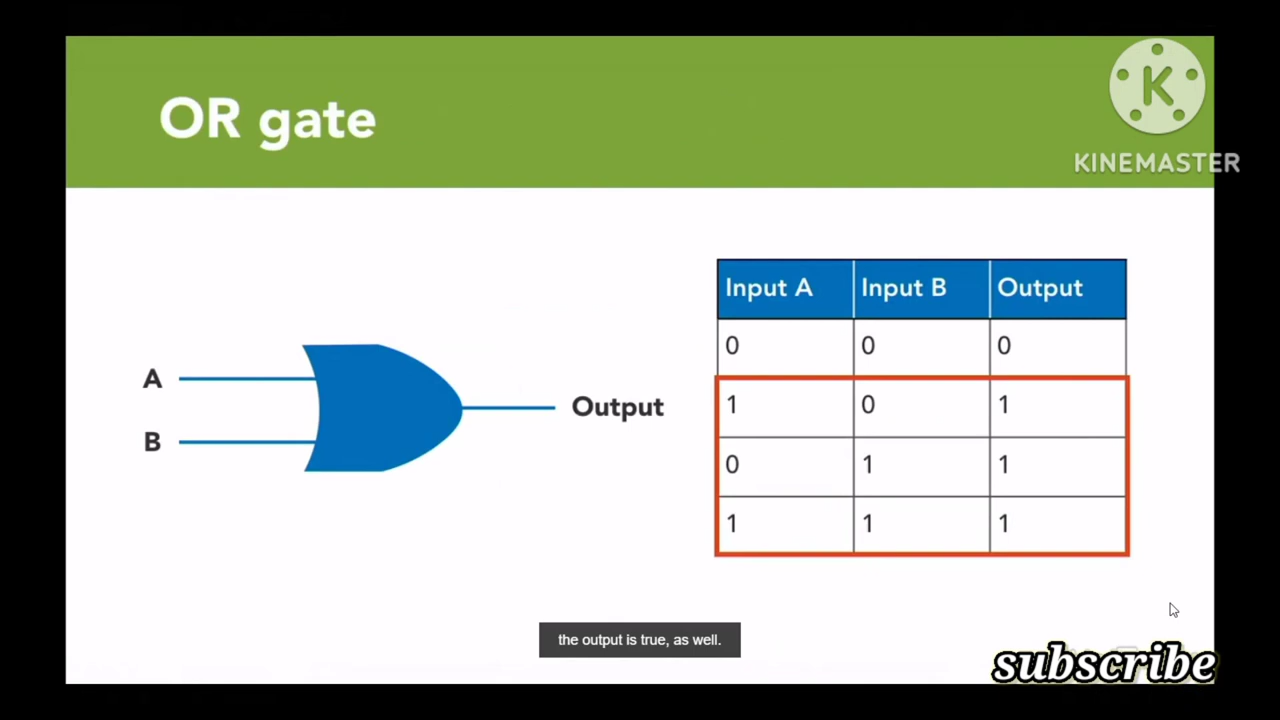 OR gate
K
KINEMASTER
Input A Input B Output
0 0 0
1 0 1
0 1 1
1 1 1
A
B
Output
the output is true, as well.
subscribe